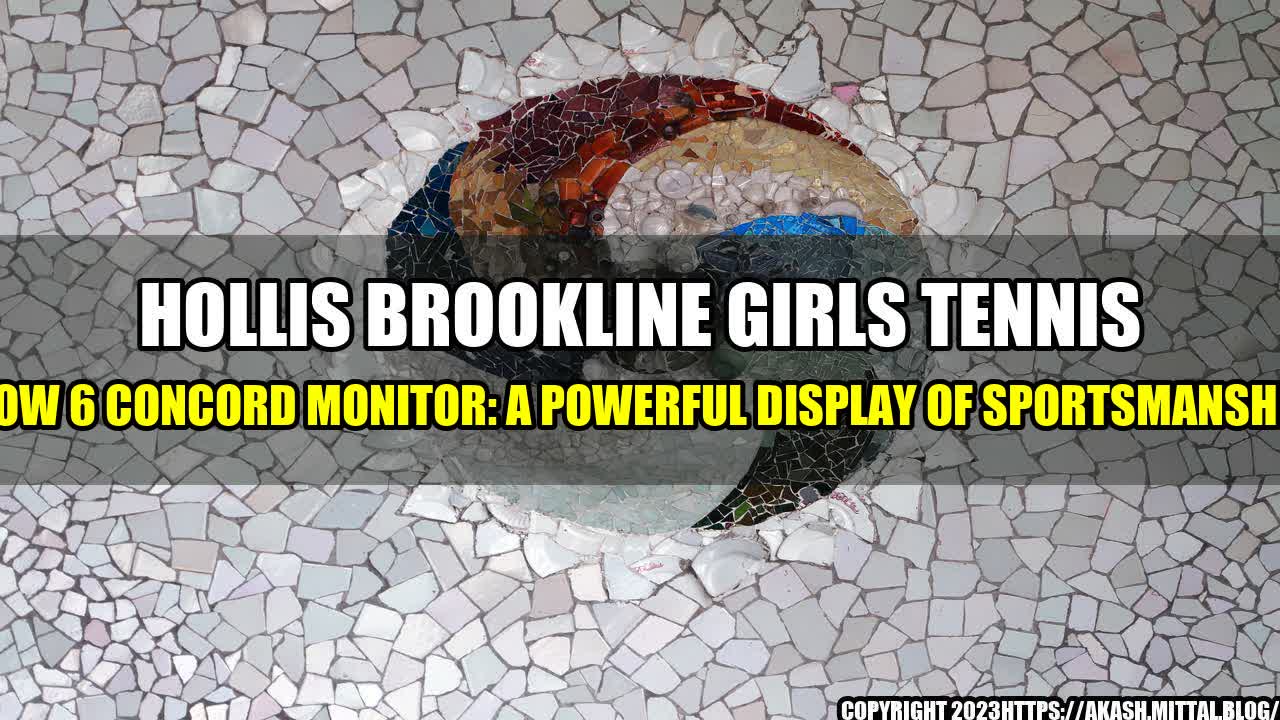 HOLLIS BROOKLINE GIRLS TENNIS
OW 6 CONCORD MONITOR: A POWERFUL DISPLAY OF SPORTSMANSH
COPYRIGHT 2023HTTPS://AKASH.MITTAL.BLOG/